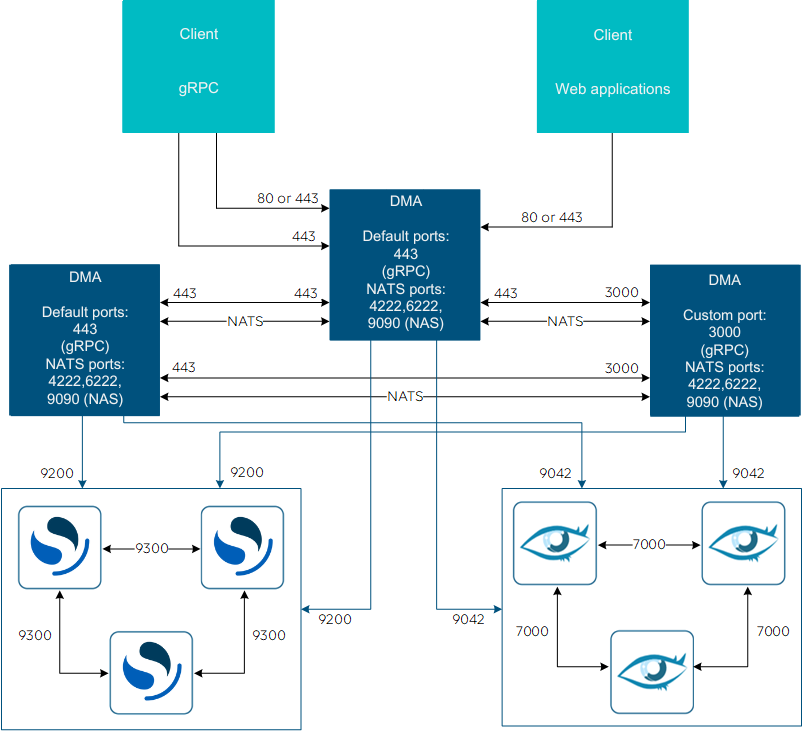 Client
gRPC
Client
Web applications
80 or 443
443
80 or 443
DMA
Default ports:
443
(gRPC)
NATS ports:
4222,6222,
9090 (NAS)
DMA
Default ports:
443
(gRPC)
NATS ports:
4222,6222,
9090 (NAS)
DMA
Custom port:
3000
(gRPC)
NATS ports:
4222,6222,
9090 (NAS)
443
443
NATS
443
3000
NATS
443
3000
NATS
9200
9200
9042
9042
9300
9300
9300
9200
9042
7000
7000
7000